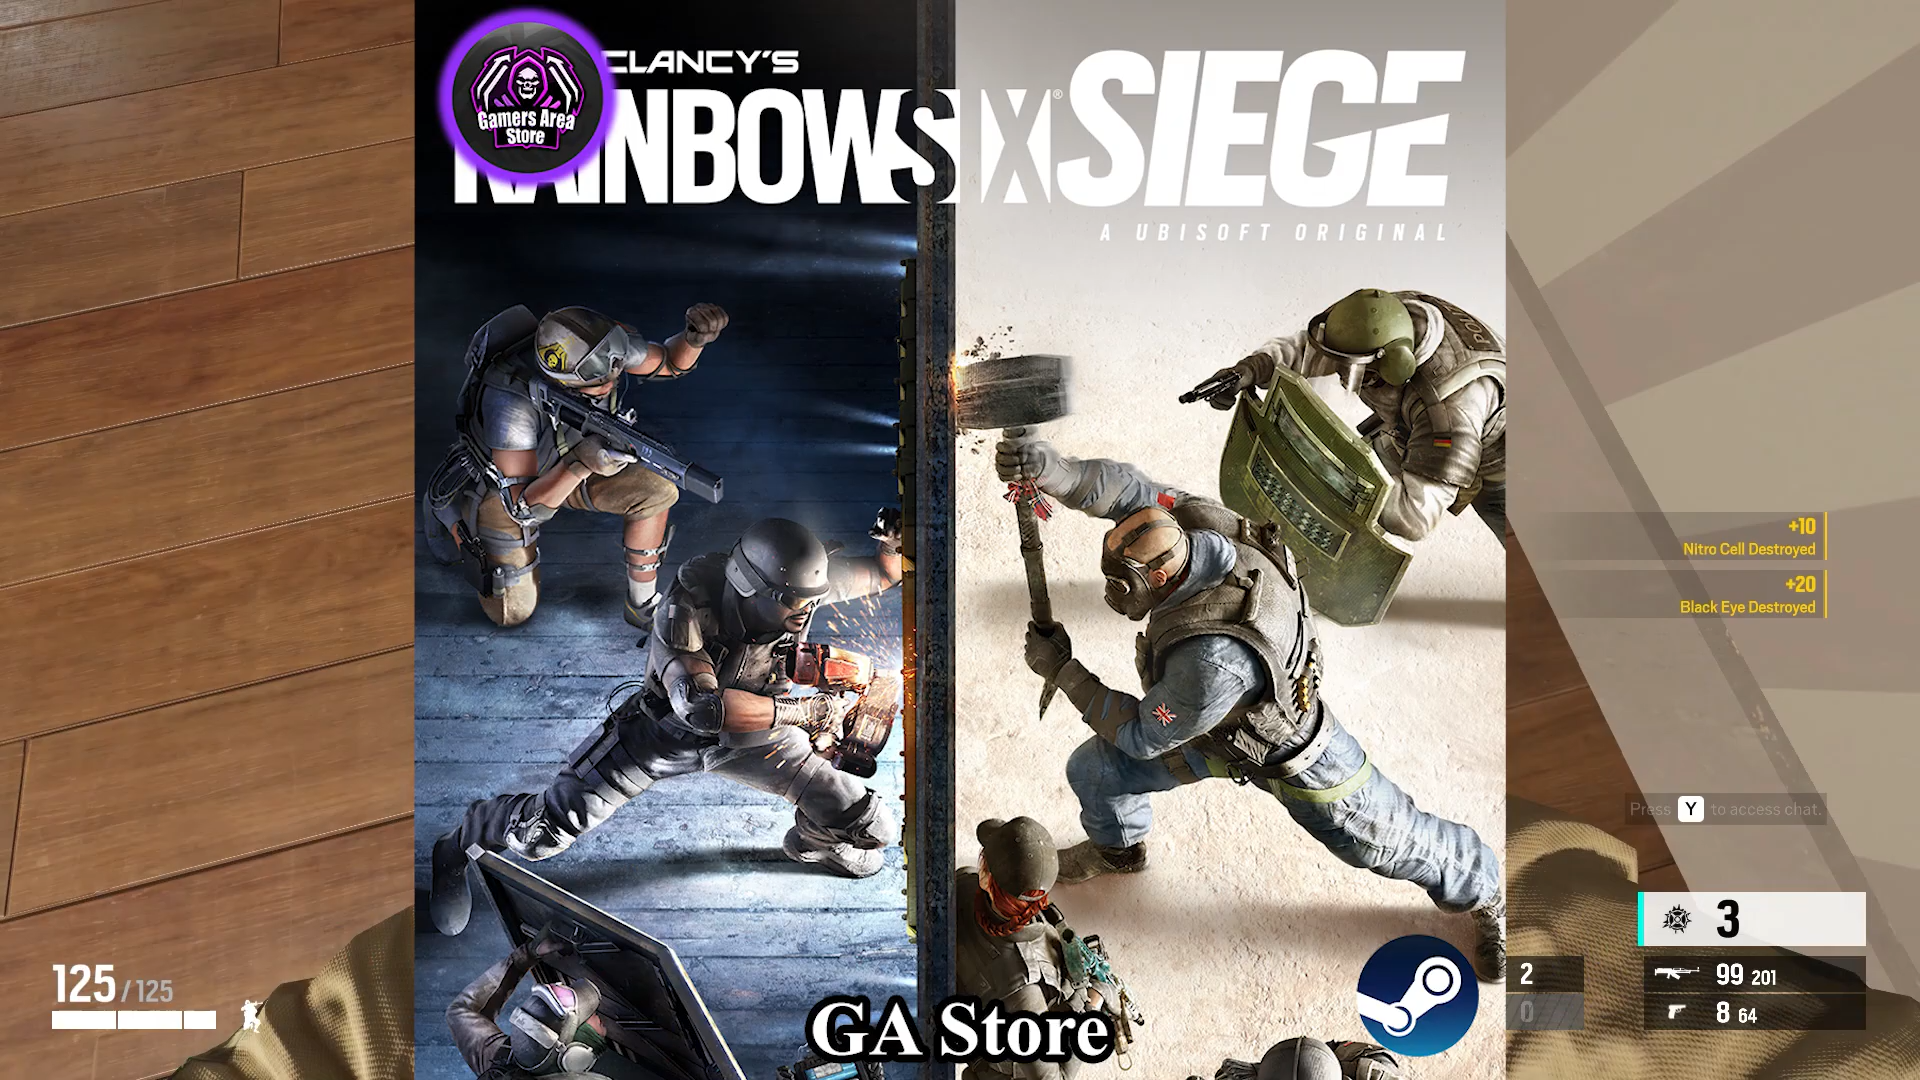 CLANCY'S
RAINBOW SIX® SIEGE
A UBISOFT ORIGINAL
Gamers Area
Store
POLI
+10
Nitro Cell Destroyed
+20
Black Eye Destroyed
Press Y to access chat.
3
2
99 201
0
8 64
125/125
GA Store